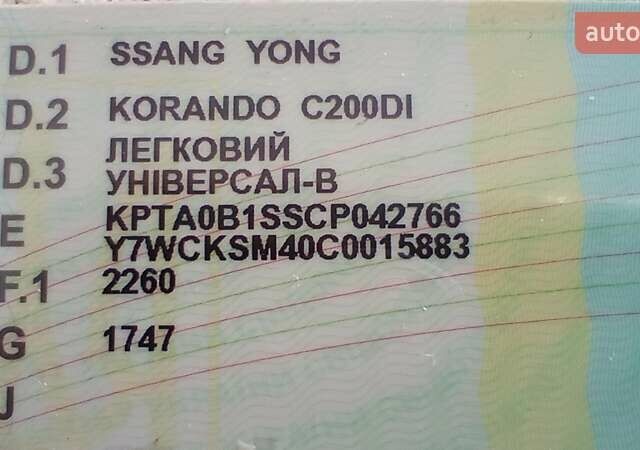 auto
D.1 SSANG YONG
D.2 KORANDO C200DI
D.3 ЛЕГКОВИЙ
УНІВЕРСАЛ-В
E KPTA0B1SSCP042766
Y7WCKSM40C0015883
F.1 2260
G 1747
J